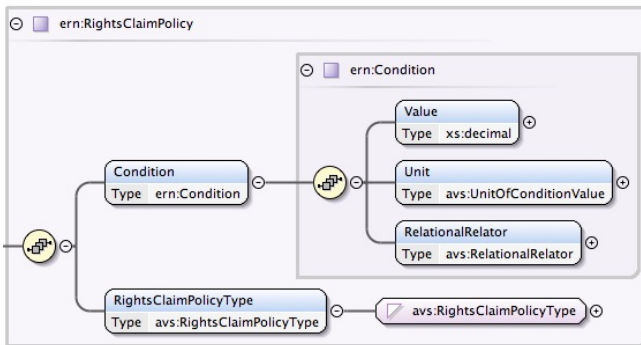 ern:RightsClaimPolicy
ern:Condition
Value
Type xs:decimal
Condition
Type ern:Condition
Unit
Type avs:UnitOfConditionValue
RelationalRelator
Type avs:RelationalRelator
RightsClaimPolicyType
Type avs:RightsClaimPolicyType
avs:RightsClaimPolicyType